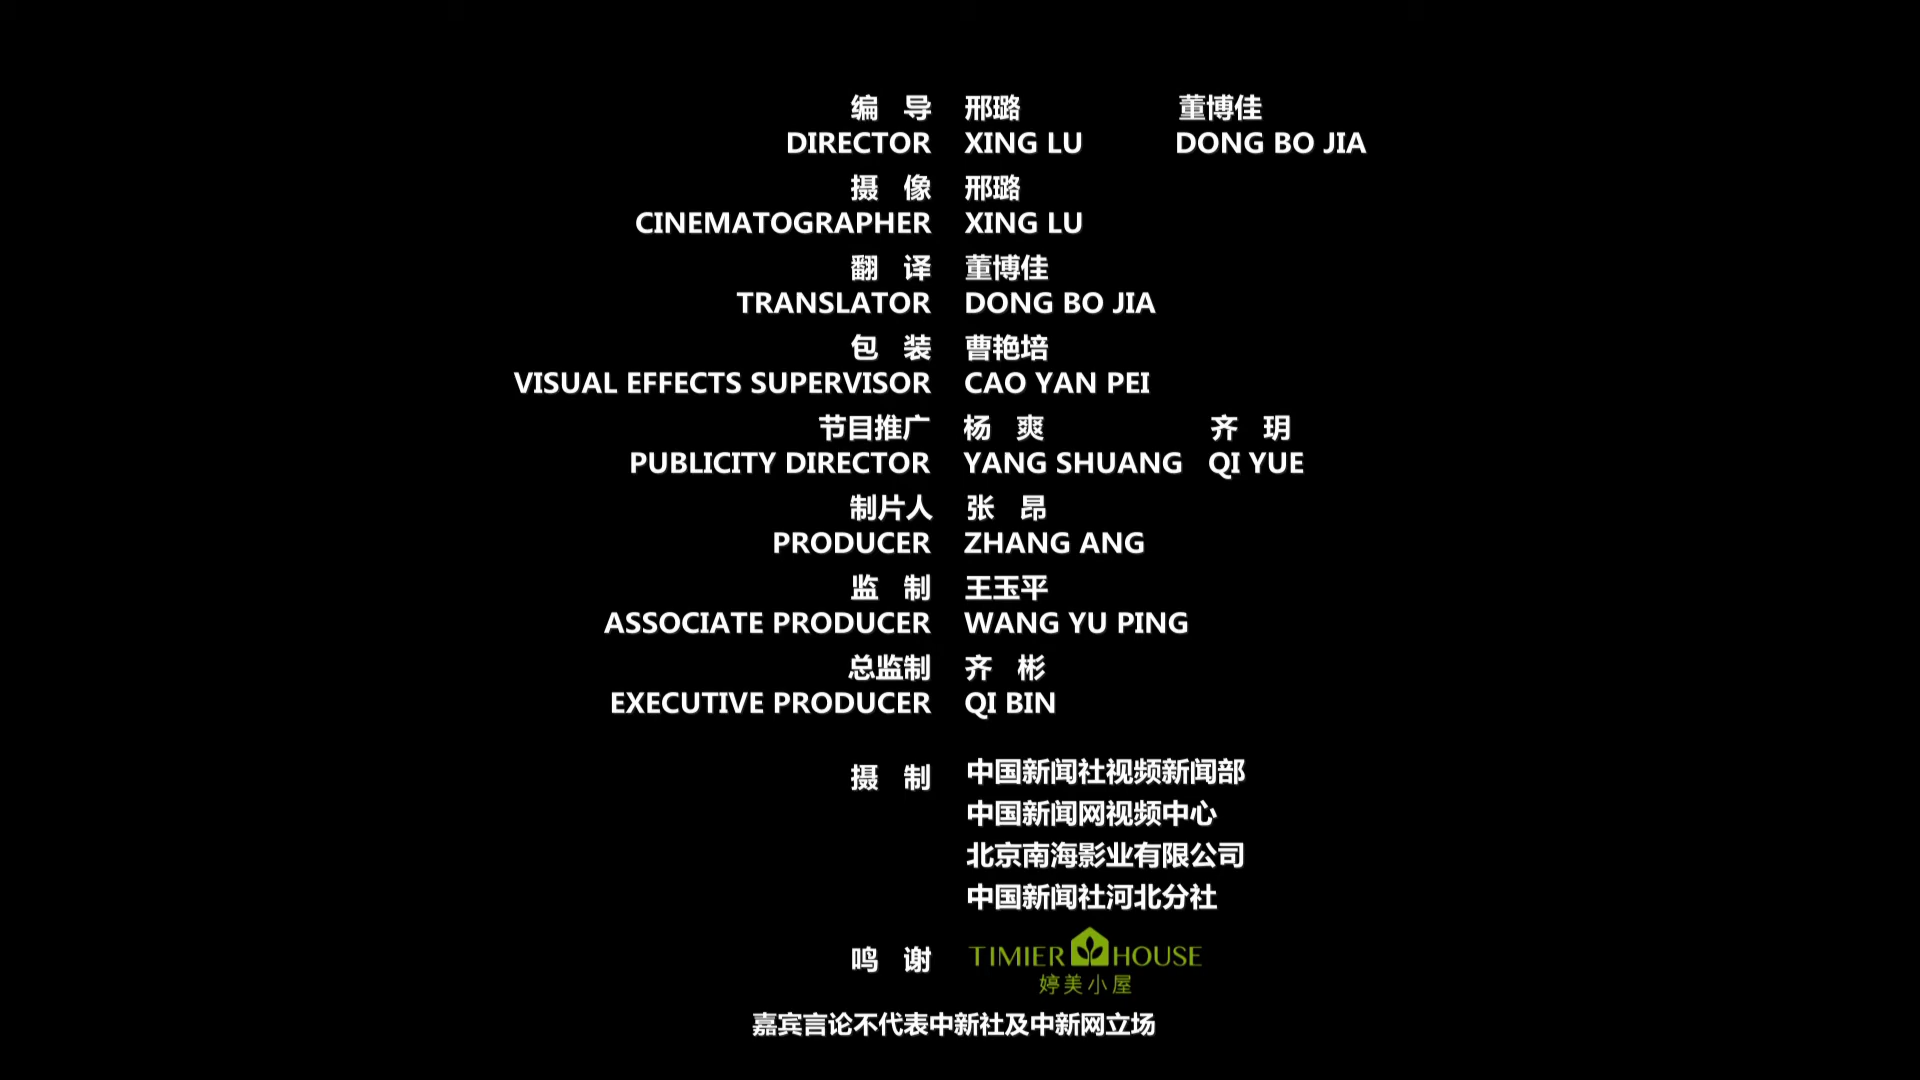 编 导 邢璐 董博佳
DIRECTOR XING LU DONG BO JIA
摄 像 邢璐
CINEMATOGRAPHER XING LU
翻 译 董博佳
TRANSLATOR DONG BO JIA
包 装 曹艳培
VISUAL EFFECTS SUPERVISOR CAO YAN PEI
节目推广 杨 爽 齐 玥
PUBLICITY DIRECTOR YANG SHUANG QI YUE
制片人 张 昂
PRODUCER ZHANG ANG
监 制 王玉平
ASSOCIATE PRODUCER WANG YU PING
总监制 齐 彬
EXECUTIVE PRODUCER QI BIN
摄 制 中国新闻社视频新闻部
中国新闻网视频中心
北京南海影业有限公司
中国新闻社河北分社
鸣 谢 TIMIER HOUSE
婷美小屋
嘉宾言论不代表中新社及中新网立场